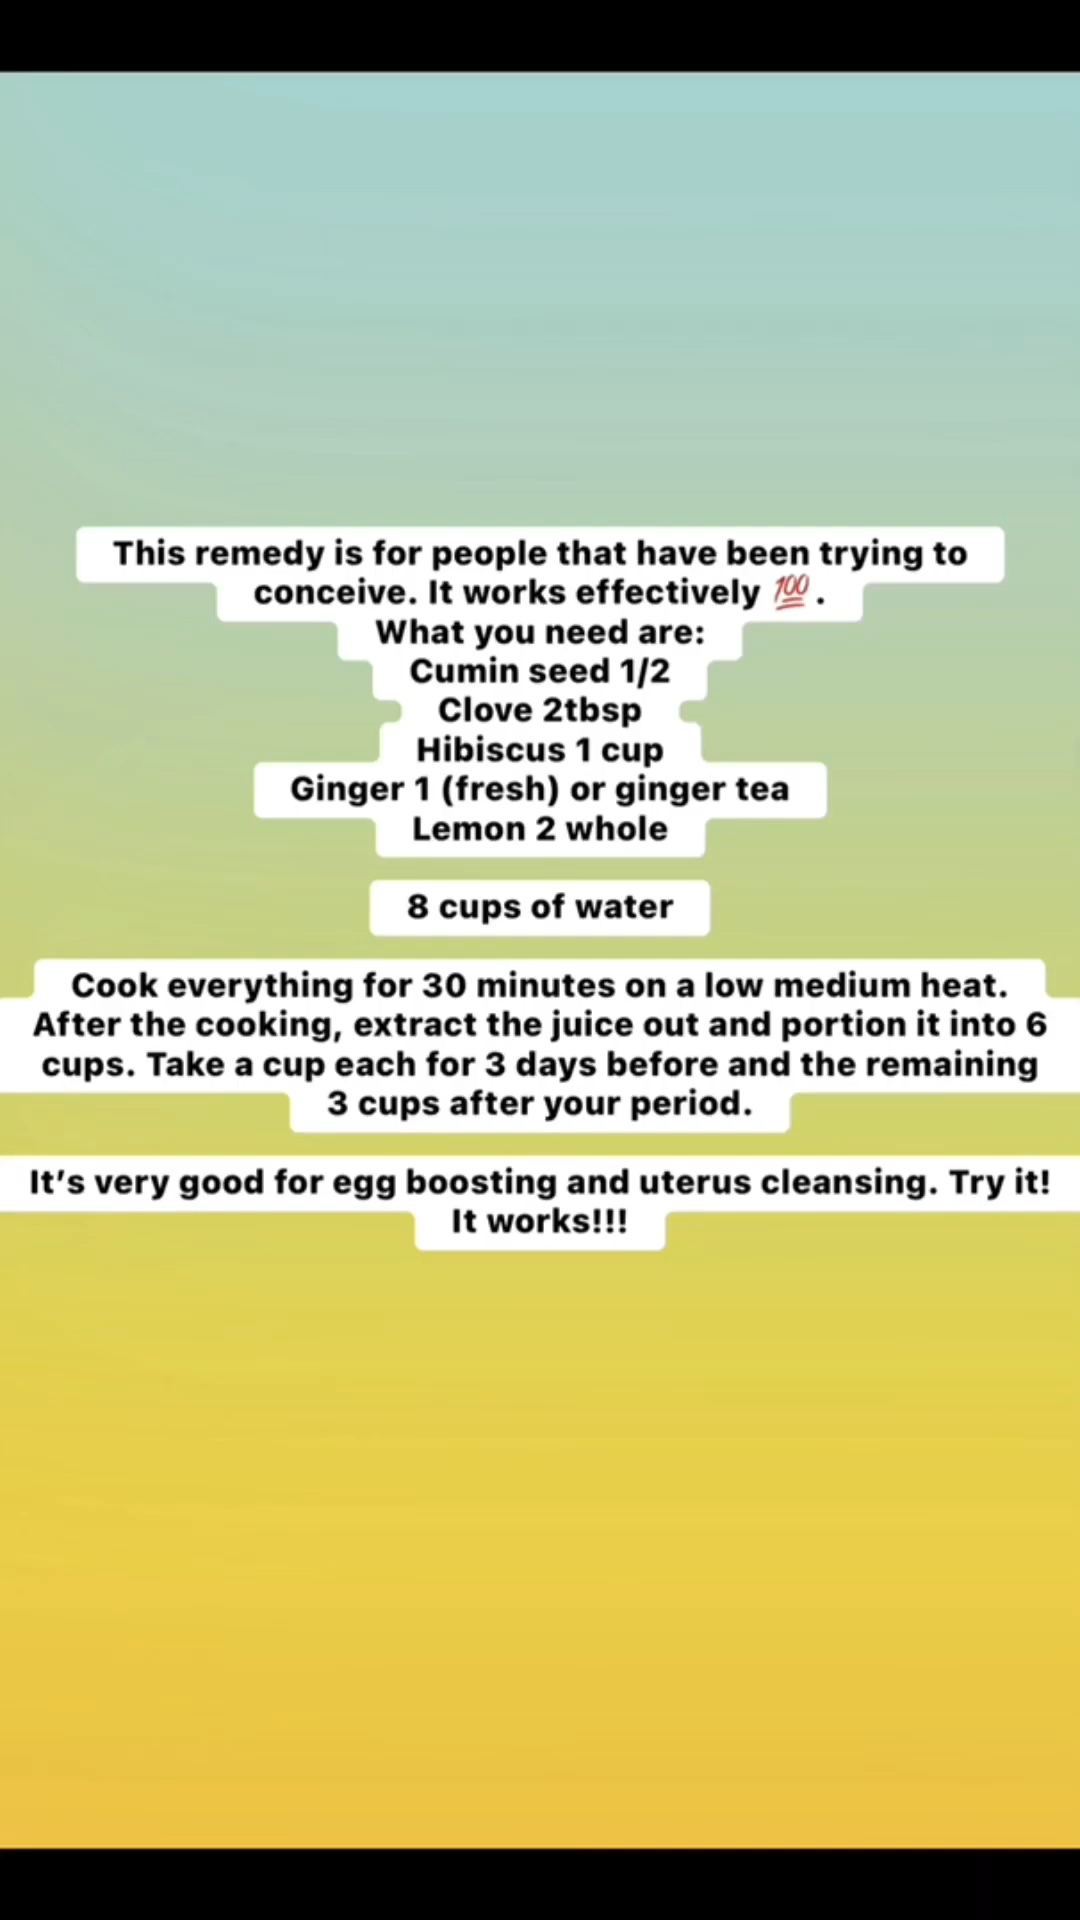 This remedy is for people that have been trying to
conceive. It works effectively 💯 .
What you need are:
Cumin seed 1/2
Clove 2tbsp
Hibiscus 1 cup
Ginger 1 (fresh) or ginger tea
Lemon 2 whole
8 cups of water
Cook everything for 30 minutes on a low medium heat.
After the cooking, extract the juice out and portion it into 6
cups. Take a cup each for 3 days before and the remaining
3 cups after your period.
It’s very good for egg boosting and uterus cleansing. Try it!
It works!!!